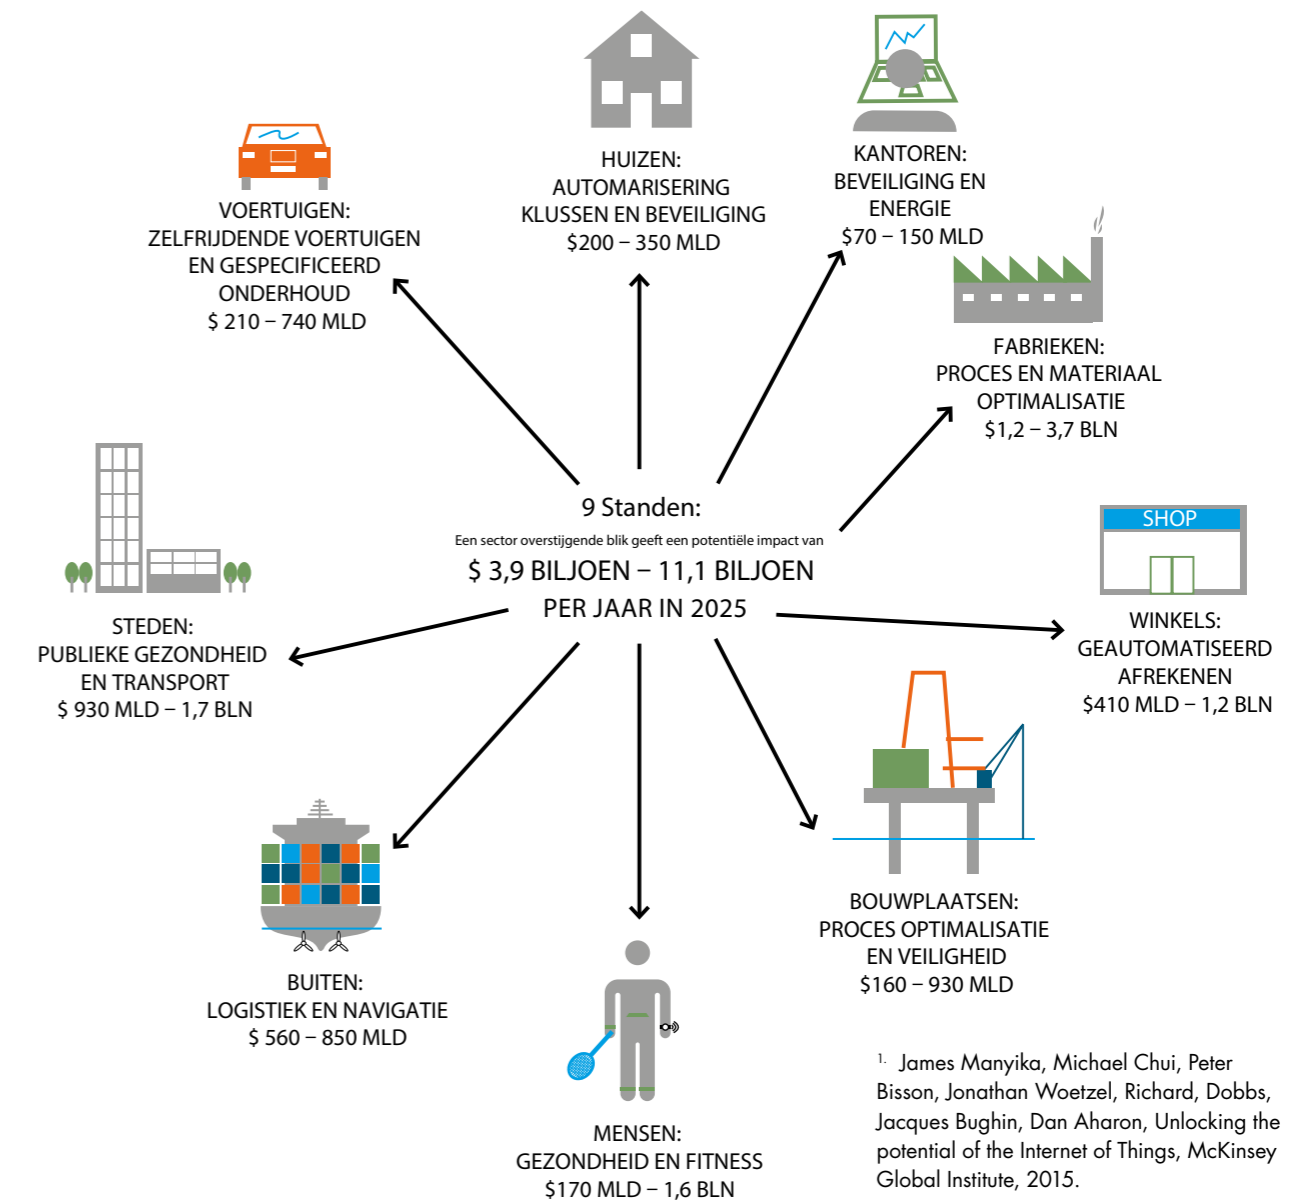 HUIZEN:
AUTOMARISERING
KLUSSEN EN BEVEILIGING
$200 – 350 MLD
KANTOREN:
BEVEILIGING EN
ENERGIE
$70 – 150 MLD
VOERTUIGEN:
ZELFRIJDENDE VOERTUIGEN
EN GESPECIFICEERD
ONDERHOUD
$ 210 – 740 MLD
FABRIEKEN:
PROCES EN MATERIAAL
OPTIMALISATIE
$1,2 – 3,7 BLN
9 Standen:
Een sector overstijgende blik geeft een potentiële impact van
$ 3,9 BILJOEN – 11,1 BILJOEN
PER JAAR IN 2025
SHOP
WINKELS:
GEAUTOMATISEERD
AFREKENEN
$410 MLD – 1,2 BLN
STEDEN:
PUBLIEKE GEZONDHEID
EN TRANSPORT
$ 930 MLD – 1,7 BLN
BOUWPLAATSEN:
PROCES OPTIMALISATIE
EN VEILIGHEID
$160 – 930 MLD
BUITEN:
LOGISTIEK EN NAVIGATIE
$ 560 – 850 MLD
MENSEN:
GEZONDHEID EN FITNESS
$170 MLD – 1,6 BLN
1. James Manyika, Michael Chui, Peter
Bisson, Jonathan Woetzel, Richard, Dobbs,
Jacques Bughin, Dan Aharon, Unlocking the
potential of the Internet of Things, McKinsey
Global Institute, 2015.